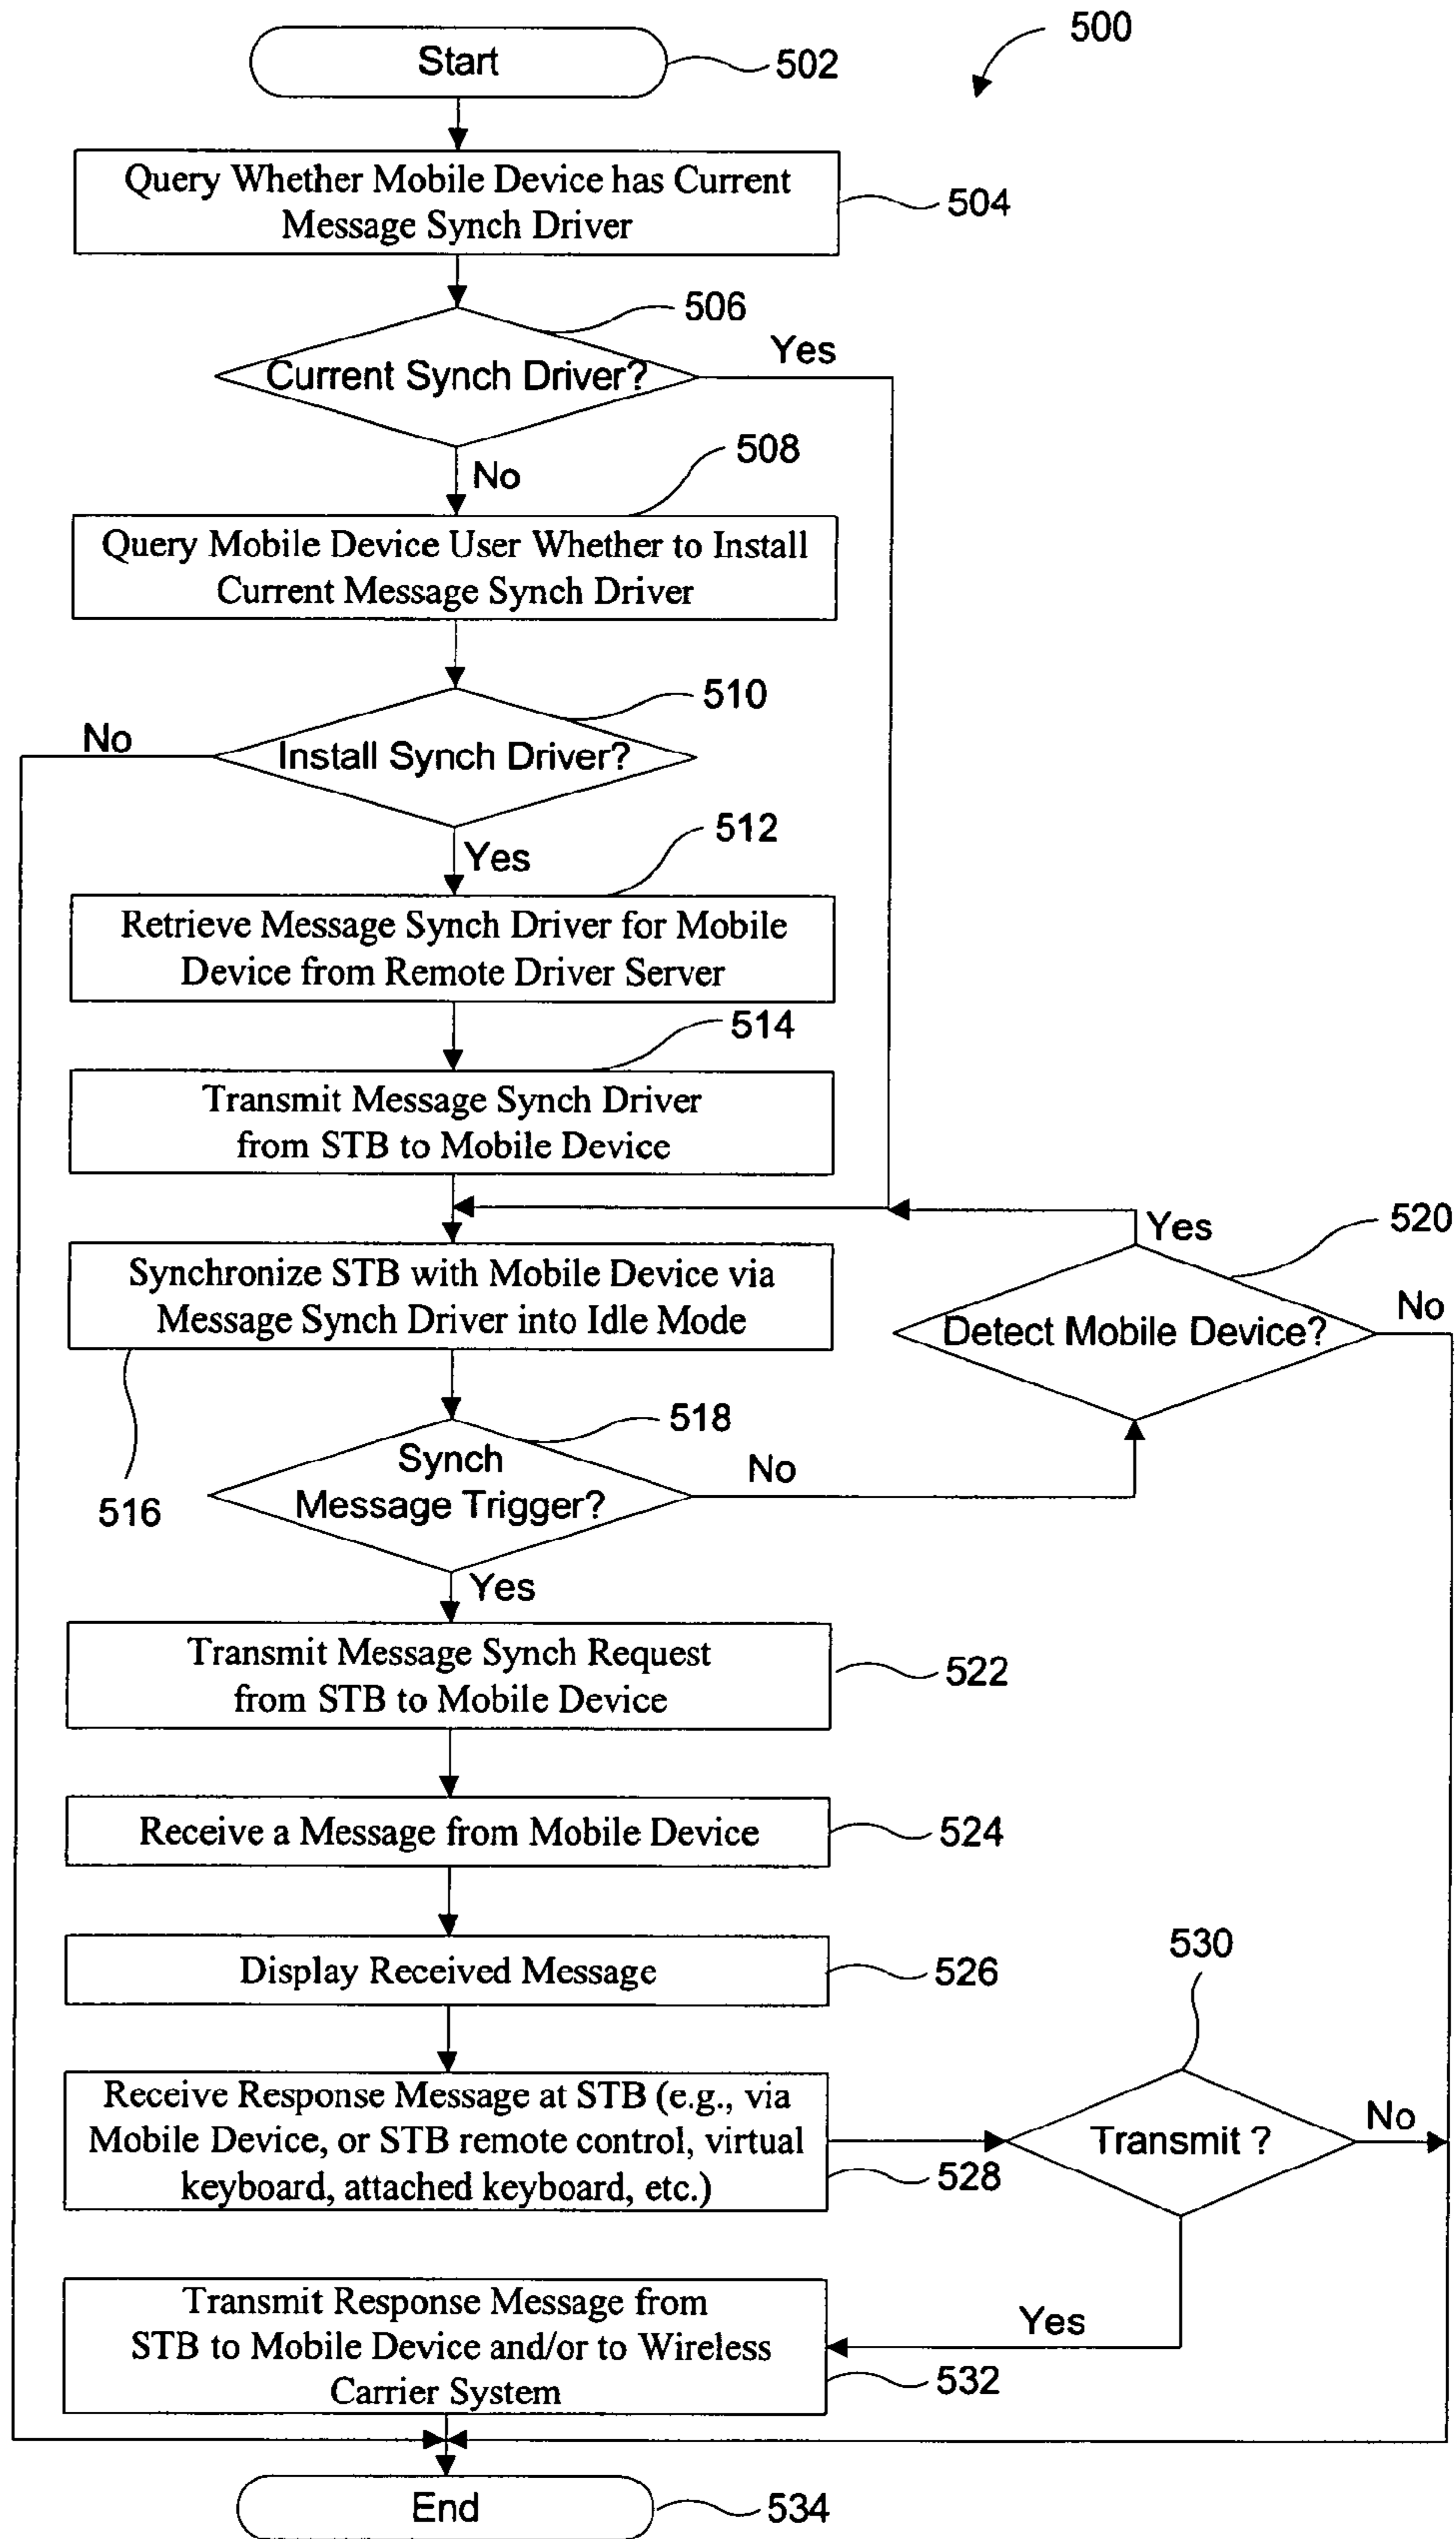 500
Start
502
Query Whether Mobile Device has Current
Message Synch Driver
504
506
Current Synch Driver?
Yes
No
508
Query Mobile Device User Whether to Install
Current Message Synch Driver
510
No
Install Synch Driver?
Yes
512
Retrieve Message Synch Driver for Mobile
Device from Remote Driver Server
514
Transmit Message Synch Driver
from STB to Mobile Device
Yes
520
Synchronize STB with Mobile Device via
Message Synch Driver into Idle Mode
Detect Mobile Device?
No
516
518
Synch
Message Trigger?
No
Yes
Transmit Message Synch Request
from STB to Mobile Device
522
Receive a Message from Mobile Device
524
Display Received Message
526
530
Receive Response Message at STB (e.g., via
Mobile Device, or STB remote control, virtual
keyboard, attached keyboard, etc.)
528
Transmit ?
No
Yes
Transmit Response Message from
STB to Mobile Device and/or to Wireless
Carrier System
532
End
534